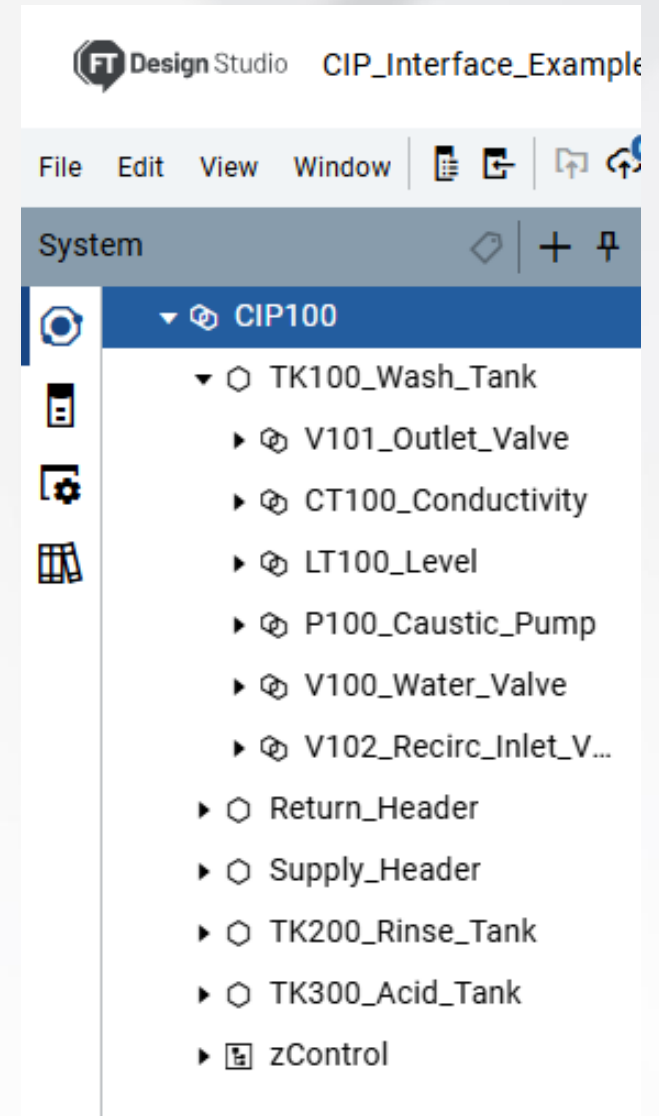 FT Design Studio CIP_Interface_Example
File Edit View Window
System
CIP100
TK100_Wash_Tank
V101_Outlet_Valve
CT100_Conductivity
LT100_Level
P100_Caustic_Pump
V100_Water_Valve
V102_Recirc_Inlet_V...
Return_Header
Supply_Header
TK200_Rinse_Tank
TK300_Acid_Tank
zControl